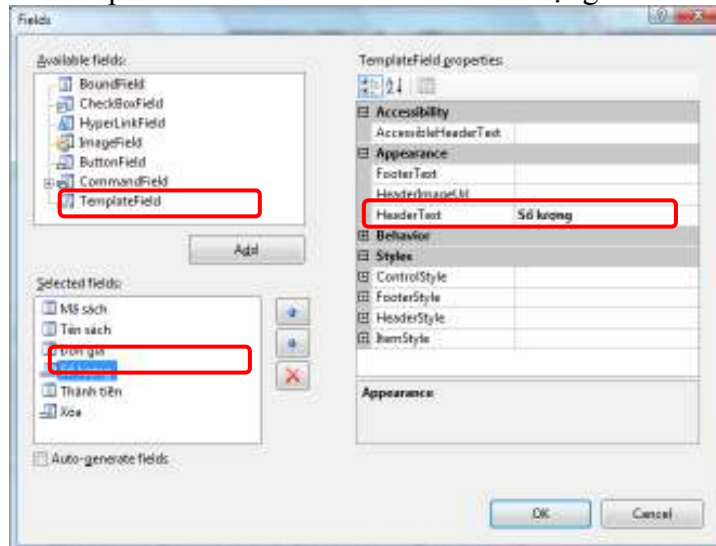 Fields
Available fields:
BoundField
CheckBoxField
HyperLinkField
ImageField
ButtonField
CommandField
TemplateField
Add
Selected fields:
Mã sách
Tên sách
Đơn giá
Thành tiền
Xóa
Auto-generate fields
TemplateField properties:
Accessibility
AccessibleHeaderText
Appearance
FooterText
HeaderImageUrl
HeaderText Số lượng
Behavior
Styles
ControlStyle
FooterStyle
HeaderStyle
ItemStyle
Appearance
OK Cancel